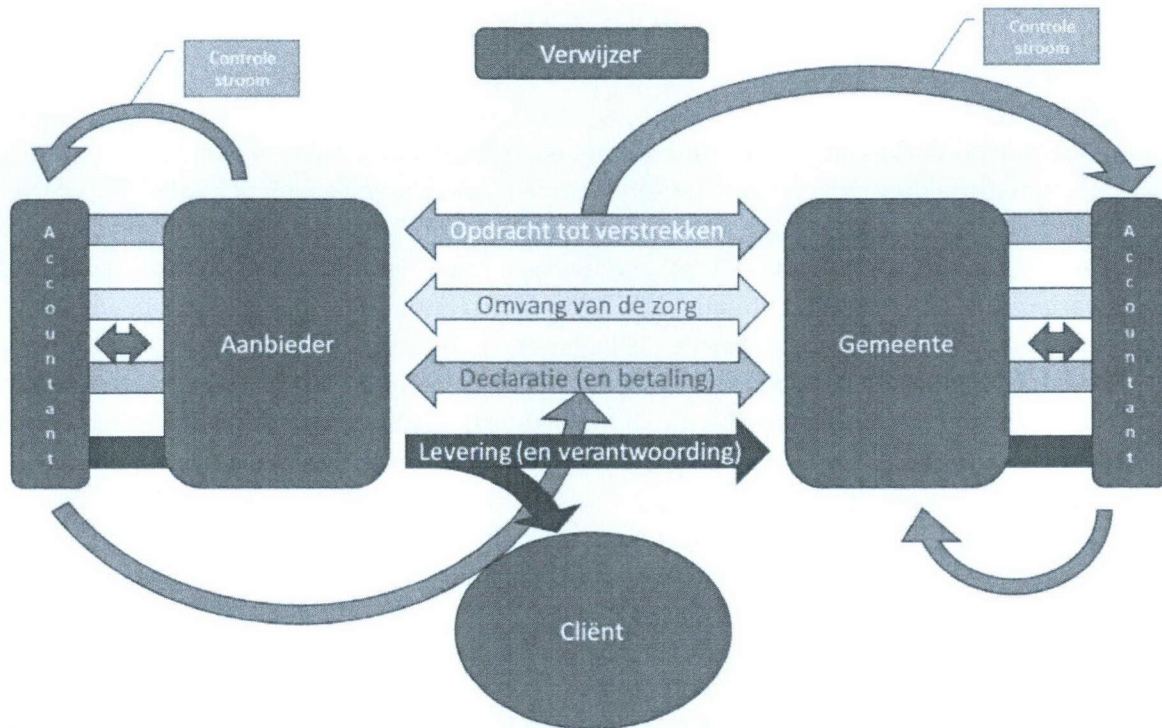 Controle
stroom
Verwijzer
Controle
stroom
Accountant
Aanbieder
Opdracht tot verstrekken
Omvang van de zorg
Declaratie (en betaling)
Levering (en verantwoording)
Gemeente
Accountant
Cliënt